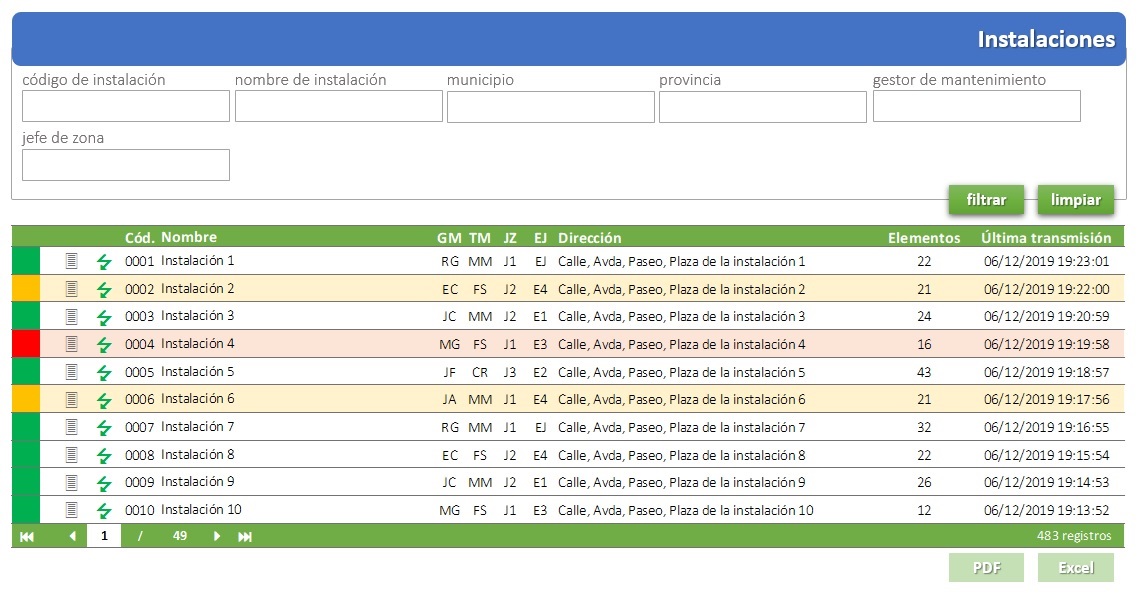 Instalaciones
código de instalación nombre de instalación municipio provincia gestor de mantenimiento
jefe de zona
filtrar limpiar
Cód. Nombre GM TM JZ EJ Dirección Elementos Última transmisión
0001 Instalación 1 RG MM J1 EJ Calle, Avda, Paseo, Plaza de la instalación 1 22 06/12/2019 19:23:01
0002 Instalación 2 EC FS J2 E4 Calle, Avda, Paseo, Plaza de la instalación 2 21 06/12/2019 19:22:00
0003 Instalación 3 JC MM J2 E1 Calle, Avda, Paseo, Plaza de la instalación 3 24 06/12/2019 19:20:59
0004 Instalación 4 MG FS J1 E3 Calle, Avda, Paseo, Plaza de la instalación 4 16 06/12/2019 19:19:58
0005 Instalación 5 JF CR J3 E2 Calle, Avda, Paseo, Plaza de la instalación 5 43 06/12/2019 19:18:57
0006 Instalación 6 JA MM J1 E4 Calle, Avda, Paseo, Plaza de la instalación 6 21 06/12/2019 19:17:56
0007 Instalación 7 RG MM J1 EJ Calle, Avda, Paseo, Plaza de la instalación 7 32 06/12/2019 19:16:55
0008 Instalación 8 EC FS J2 E4 Calle, Avda, Paseo, Plaza de la instalación 8 22 06/12/2019 19:15:54
0009 Instalación 9 JC MM J2 E1 Calle, Avda, Paseo, Plaza de la instalación 9 26 06/12/2019 19:14:53
0010 Instalación 10 MG FS J1 E3 Calle, Avda, Paseo, Plaza de la instalación 10 12 06/12/2019 19:13:52
1 / 49 483 registros
PDF Excel